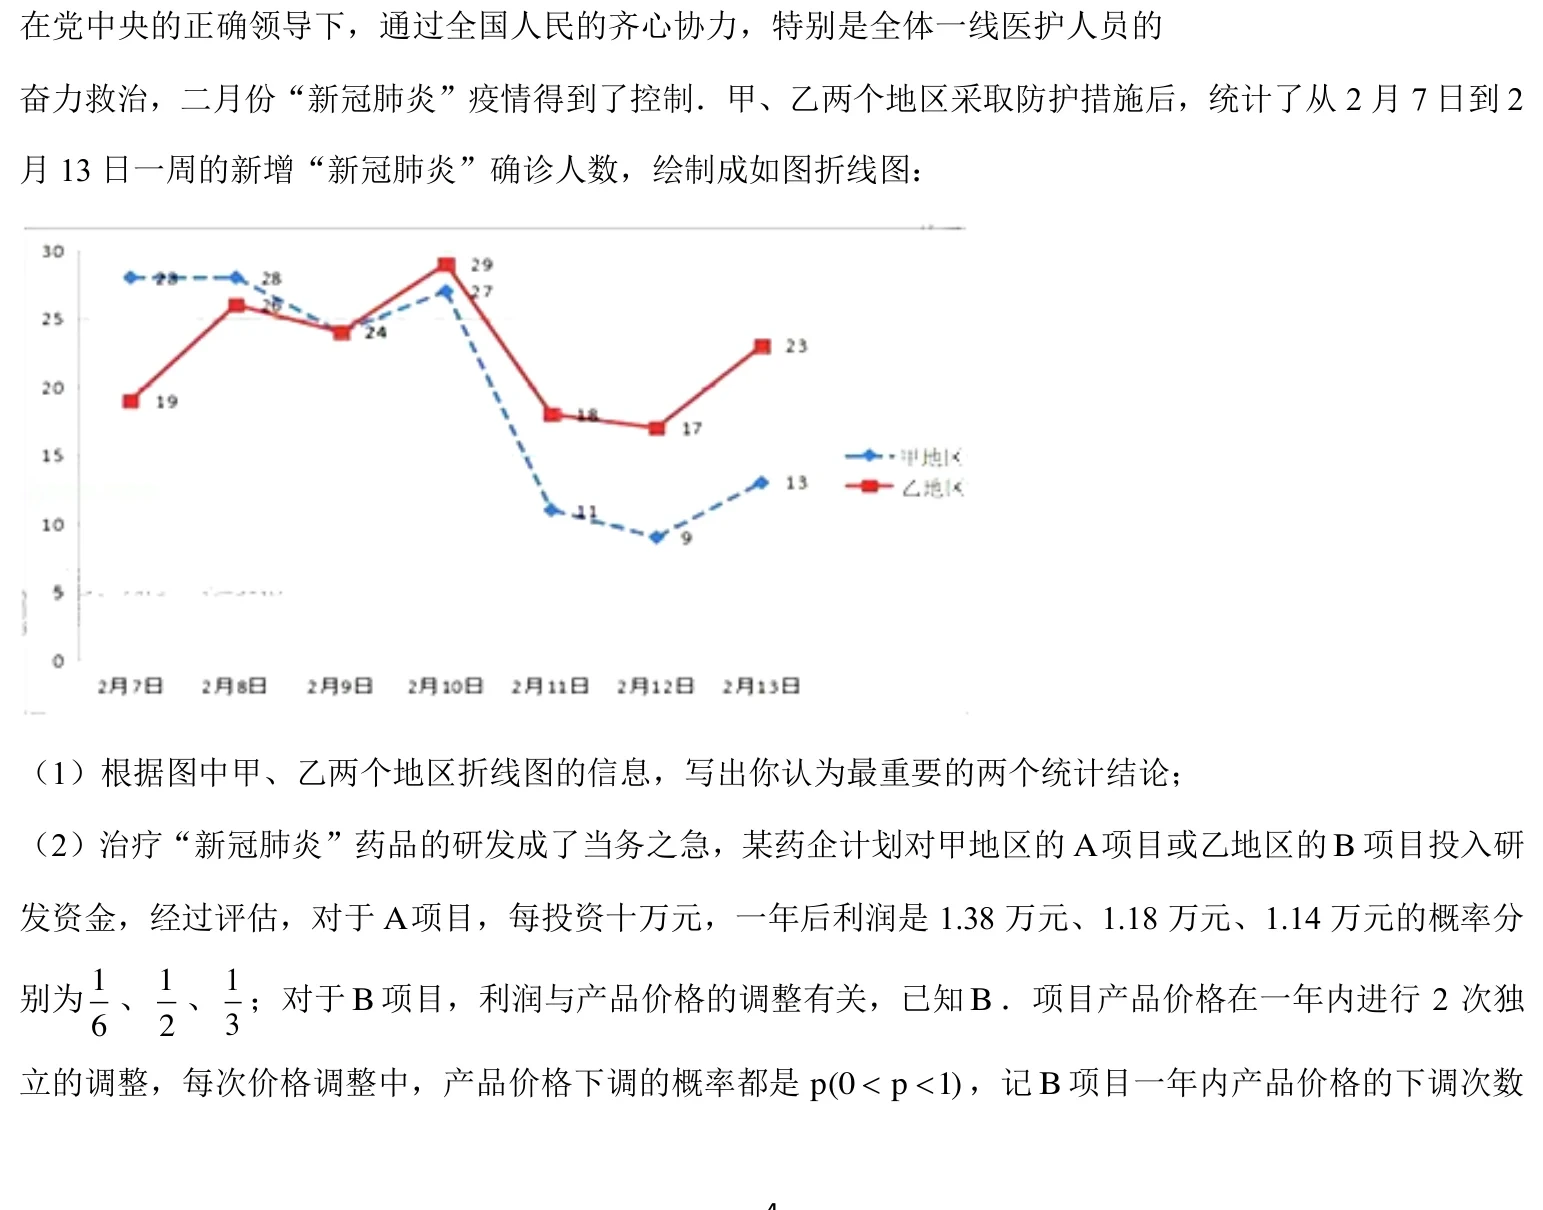 在党中央的正确领导下，通过全国人民的齐心协力，特别是全体一线医护人员的
奋力救治，二月份“新冠肺炎”疫情得到了控制．甲、乙两个地区采取防护措施后，统计了从 2 月 7 日到 2
月 13 日一周的新增“新冠肺炎”确诊人数，绘制成如图折线图：
30
28 28 29
26 27
25
24
23
20
19
18
17
15
甲地区
13
乙地区
11
10
9
5
0
2月7日 2月8日 2月9日 2月10日 2月11日 2月12日 2月13日
（1）根据图中甲、乙两个地区折线图的信息，写出你认为最重要的两个统计结论；
（2）治疗“新冠肺炎”药品的研发成了当务之急，某药企计划对甲地区的 A项目或乙地区的 B 项目投入研
发资金，经过评估，对于 A项目，每投资十万元，一年后利润是 1.38 万元、1.18 万元、1.14 万元的概率分
别为 1/6 、 1/2 、 1/3 ；对于 B 项目，利润与产品价格的调整有关，已知 B．项目产品价格在一年内进行 2 次独
立的调整，每次价格调整中，产品价格下调的概率都是 p(0 < p < 1)，记 B 项目一年内产品价格的下调次数